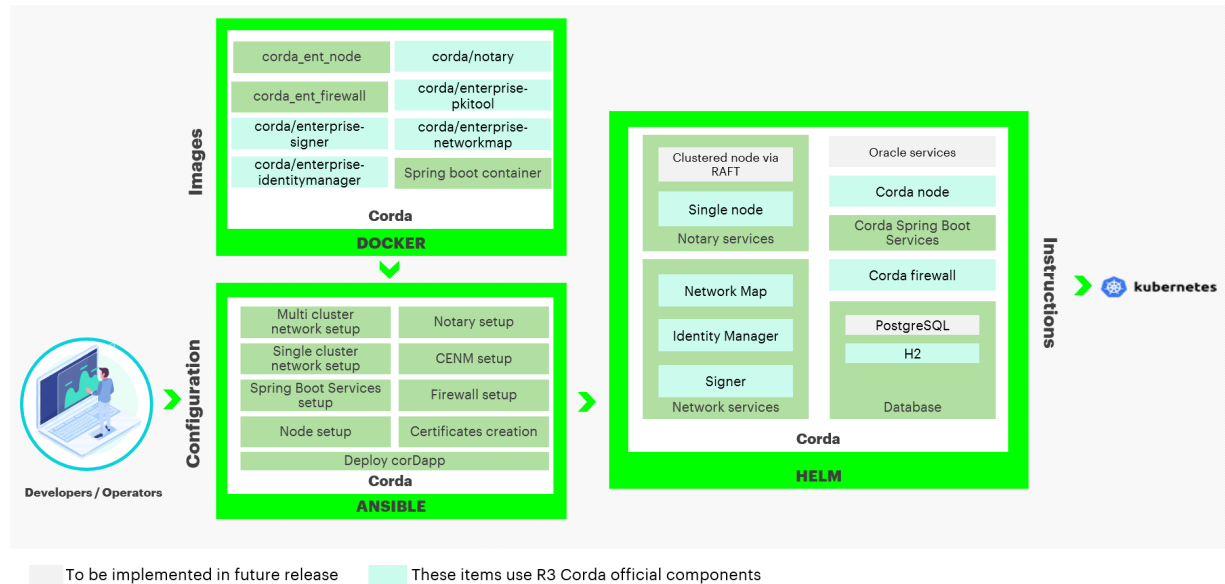 Images
corda_ent_node
corda/notary
corda_ent_firewall
corda/enterprise-
pkitool
corda/enterprise-
signer
corda/enterprise-
networkmap
corda/enterprise-
identitymanager
Spring boot container
Corda
DOCKER
Developers / Operators
Configuration
Multi cluster
network setup
Notary setup
Single cluster
network setup
CENM setup
Spring Boot Services
setup
Firewall setup
Node setup
Certificates creation
Deploy corDapp
Corda
ANSIBLE
Clustered node via
RAFT
Single node
Notary services
Network Map
Identity Manager
Signer
Network services
Oracle services
Corda node
Corda Spring Boot
Services
Corda firewall
PostgreSQL
H2
Database
Corda
HELM
Instructions
kubernetes
To be implemented in future release
These items use R3 Corda official components